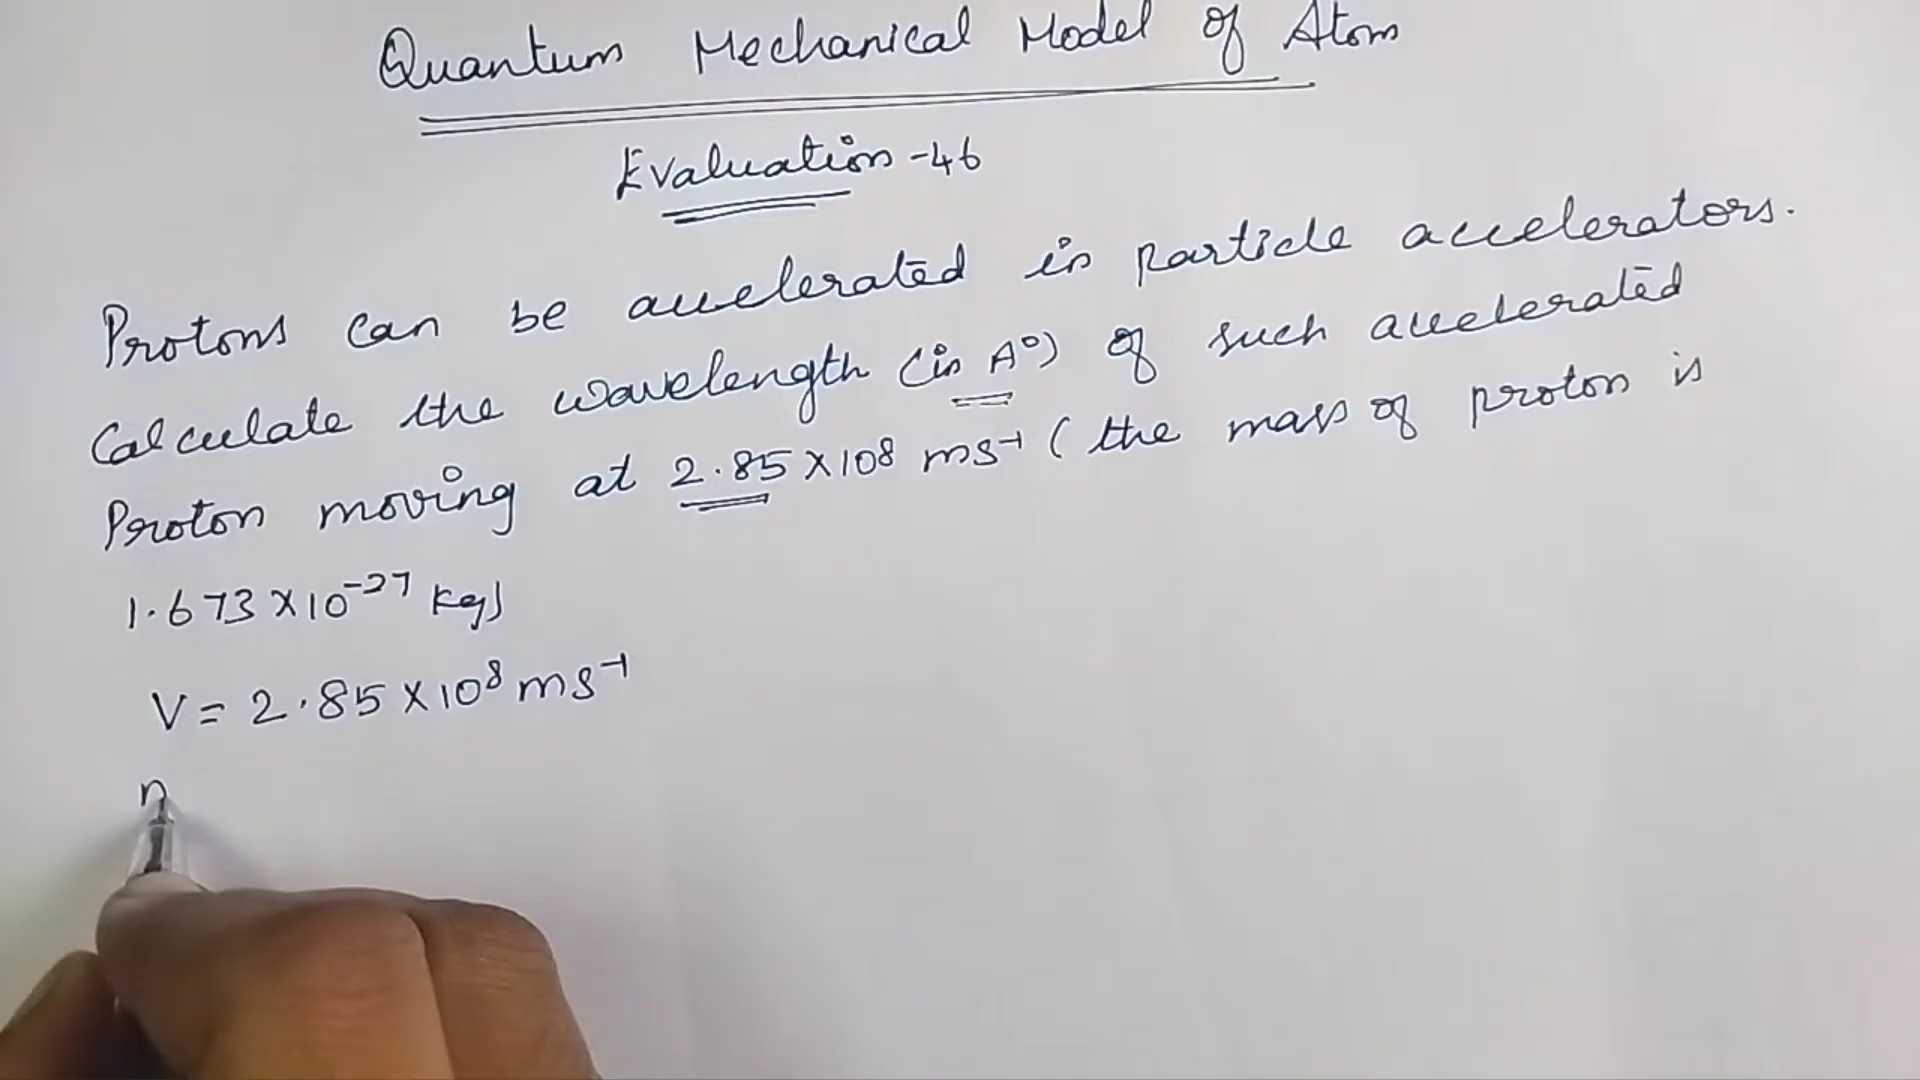 Quantum Mechanical Model of Atom
Evaluation-46
Protons can be accelerated in particle accelerators.
Calculate the wavelength (in A°) of such accelerated
Proton moving at 2.85×10⁸ ms⁻¹ (the mass of proton is
1.673×10⁻²⁷ kg)
V = 2.85×10⁸ ms⁻¹